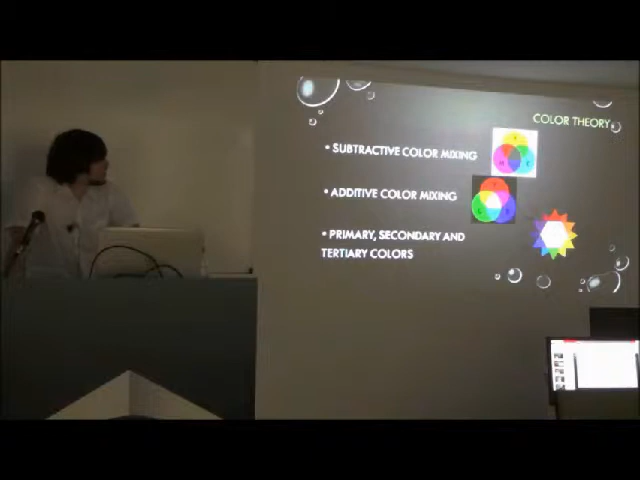 COLOR THEORY
• SUBTRACTIVE COLOR MIXING
• ADDITIVE COLOR MIXING
• PRIMARY, SECONDARY AND
TERTIARY COLORS